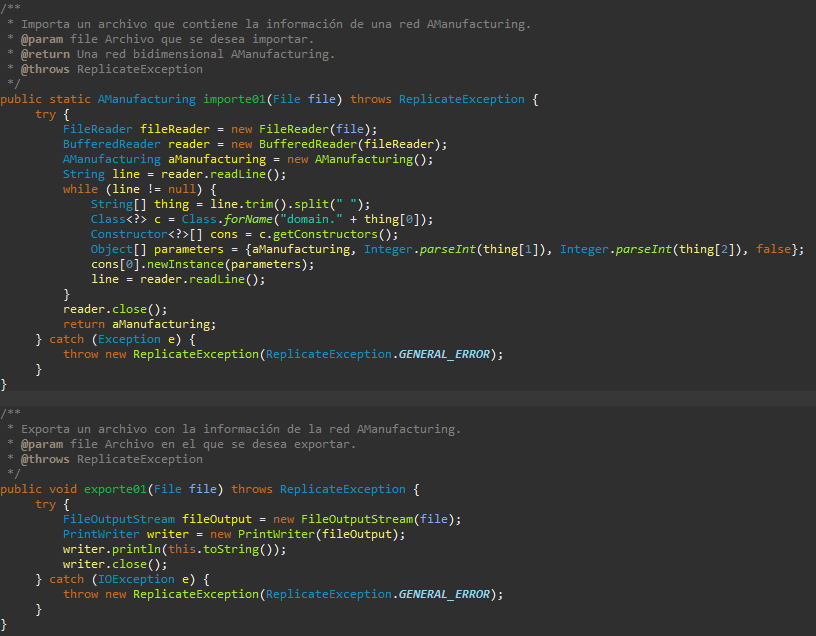 /**
 * Importa un archivo que contiene la información de una red AManufacturing.
 * @param file Archivo que se desea importar.
 * @return Una red bidimensional AManufacturing.
 * @throws ReplicateException
 */
public static AManufacturing importe01(File file) throws ReplicateException {
    try {
        FileReader fileReader = new FileReader(file);
        BufferedReader reader = new BufferedReader(fileReader);
        AManufacturing aManufacturing = new AManufacturing();
        String line = reader.readLine();
        while (line != null) {
            String[] thing = line.trim().split(" ");
            Class<?> c = Class.forName("domain." + thing[0]);
            Constructor<?>[] cons = c.getConstructors();
            Object[] parameters = {aManufacturing, Integer.parseInt(thing[1]), Integer.parseInt(thing[2]), false};
            cons[0].newInstance(parameters);
            line = reader.readLine();
        }
        reader.close();
        return aManufacturing;
    } catch (Exception e) {
        throw new ReplicateException(ReplicateException.GENERAL_ERROR);
    }
}
/**
 * Exporta un archivo con la información de la red AManufacturing.
 * @param file Archivo en el que se desea exportar.
 * @throws ReplicateException
 */
public void exporte01(File file) throws ReplicateException {
    try {
        FileOutputStream fileOutput = new FileOutputStream(file);
        PrintWriter writer = new PrintWriter(fileOutput);
        writer.println(this.toString());
        writer.close();
    } catch (IOException e) {
        throw new ReplicateException(ReplicateException.GENERAL_ERROR);
    }
}